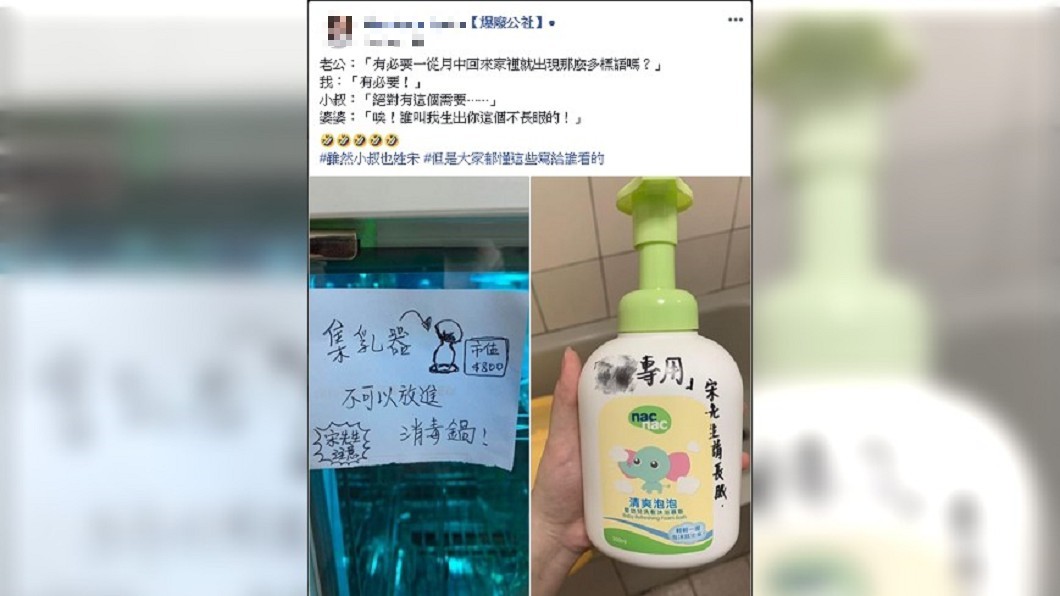 【爆廢公社】
老公：「有必要一從月中回來家裡就出現那麼多標語嗎？」
我：「有必要！」
小叔：「絕對有這個需要⋯⋯」
婆婆：「唉！誰叫我生出你這個不長眼的！」
#雖然小叔也姓宋 #但是大家都懂這些寫給誰看的
集乳器
市值
4800
不可以放進
消毒鍋！
宋先生
注意
專用」
宋先生請長眼.
nac
nac
清爽泡泡